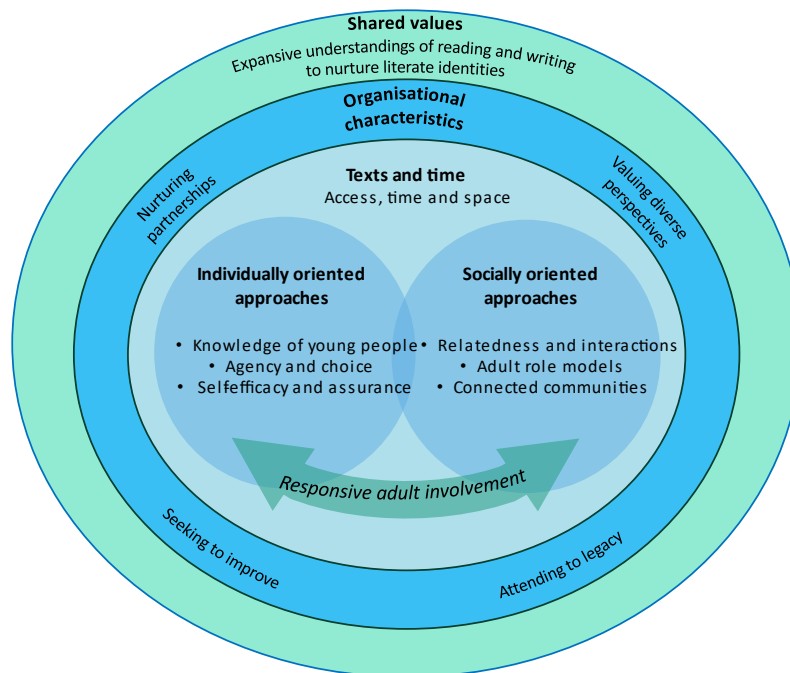 Shared values
Expansive understandings of reading and writing
to nurture literate identities
Organisational
characteristics
Nurturing
partnerships
Valuing diverse
perspectives
Texts and time
Access, time and space
Individually oriented
approaches
• Knowledge of young people
• Agency and choice
• Selfefficacy and assurance
Socially oriented
approaches
• Relatedness and interactions
• Adult role models
• Connected communities
Responsive adult involvement
Seeking to improve
Attending to legacy